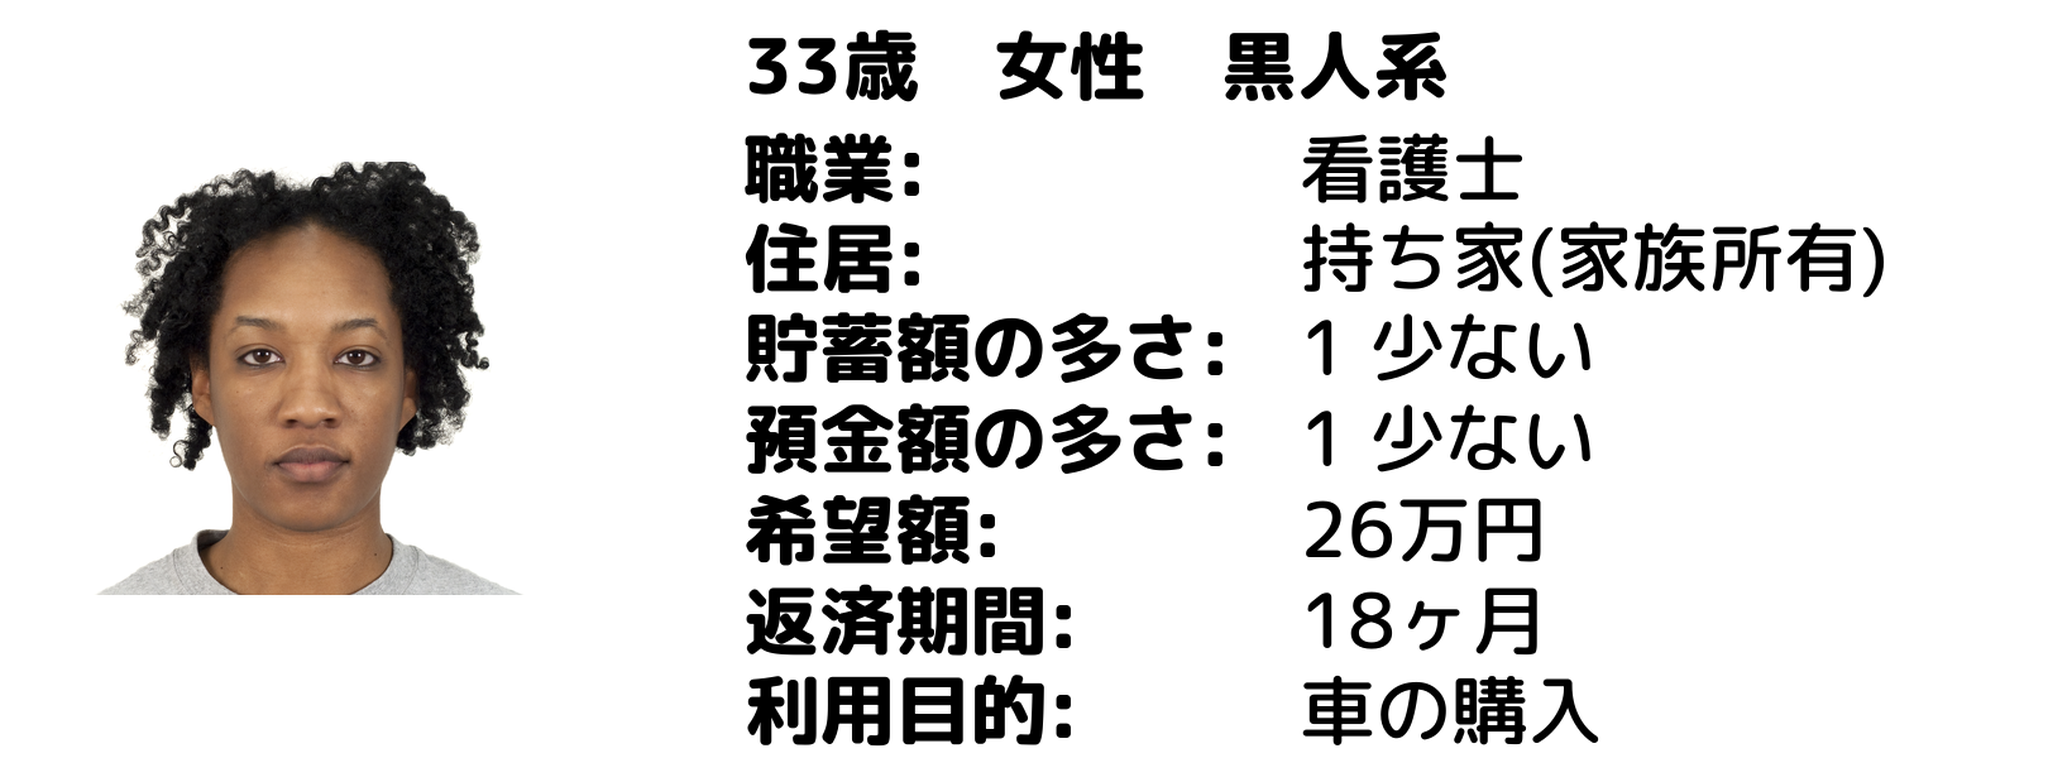 33歳　女性　黒人系
職業: 看護士
住居: 持ち家(家族所有)
貯蓄額の多さ: 1 少ない
預金額の多さ: 1 少ない
希望額: 26万円
返済期間: 18ヶ月
利用目的: 車の購入